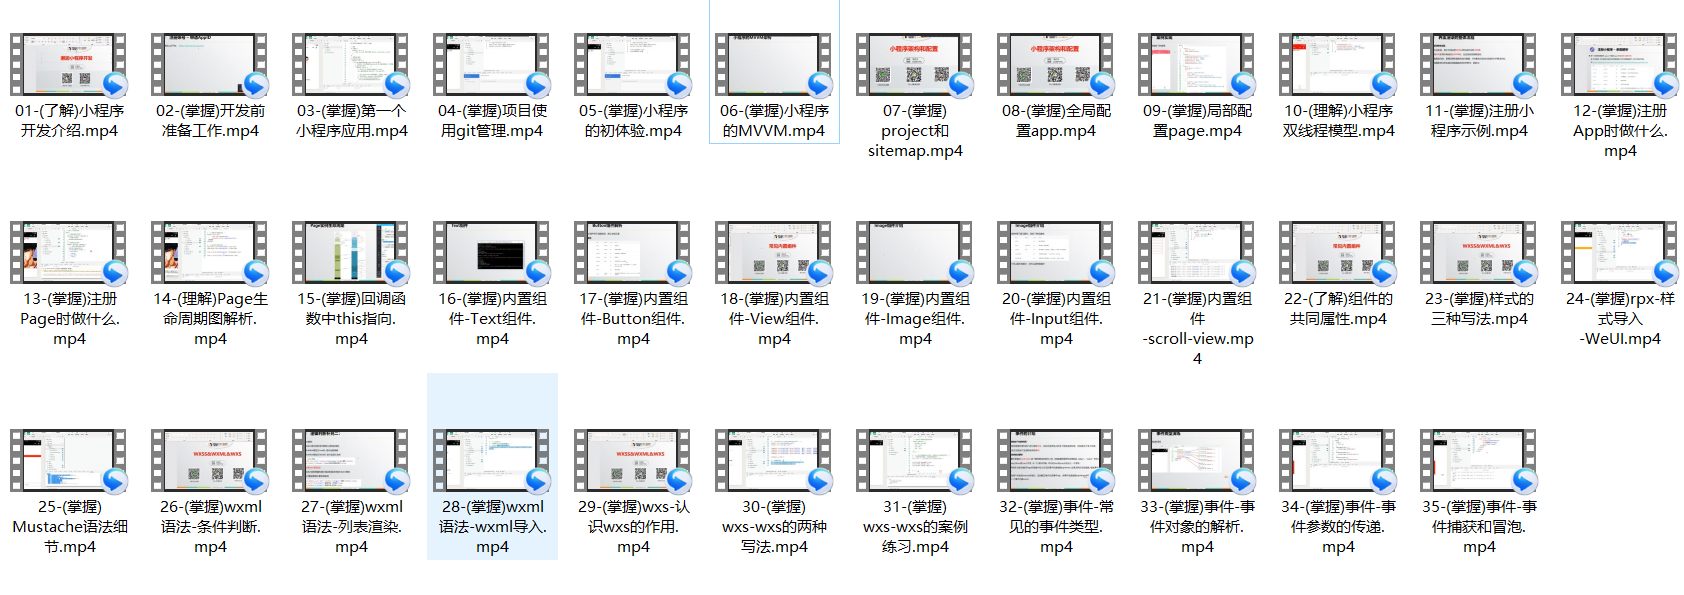 01-(了解)小程序
开发介绍.mp4
02-(掌握)开发前
准备工作.mp4
03-(掌握)第一个
小程序应用.mp4
04-(掌握)项目使
用git管理.mp4
05-(掌握)小程序
的初体验.mp4
06-(掌握)小程序
的MVVM.mp4
07-(掌握)
project和
sitemap.mp4
08-(掌握)全局配
置app.mp4
09-(掌握)局部配
置page.mp4
10-(理解)小程序
双线程模型.mp4
11-(掌握)注册小
程序示例.mp4
12-(掌握)注册
App时做什么.
mp4
13-(掌握)注册
Page时做什么.
mp4
14-(理解)Page生
命周期图解析.
mp4
15-(掌握)回调函
数中this指向.
mp4
16-(掌握)内置组
件-Text组件.
mp4
17-(掌握)内置组
件-Button组件.
mp4
18-(掌握)内置组
件-View组件.
mp4
19-(掌握)内置组
件-Image组件.
mp4
20-(掌握)内置组
件-Input组件.
mp4
21-(掌握)内置组
件
-scroll-view.mp
4
22-(了解)组件的
共同属性.mp4
23-(掌握)样式的
三种写法.mp4
24-(掌握)rpx-样
式导入
-WeUI.mp4
25-(掌握)
Mustache语法细
节.mp4
26-(掌握)wxml
语法-条件判断.
mp4
27-(掌握)wxml
语法-列表渲染.
mp4
28-(掌握)wxml
语法-wxml导入.
mp4
29-(掌握)wxs-认
识wxs的作用.
mp4
30-(掌握)
wxs-wxs的两种
写法.mp4
31-(掌握)
wxs-wxs的案例
练习.mp4
32-(掌握)事件-常
见的事件类型.
mp4
33-(掌握)事件-事
件对象的解析.
mp4
34-(掌握)事件-事
件参数的传递.
mp4
35-(掌握)事件-事
件捕获和冒泡.
mp4